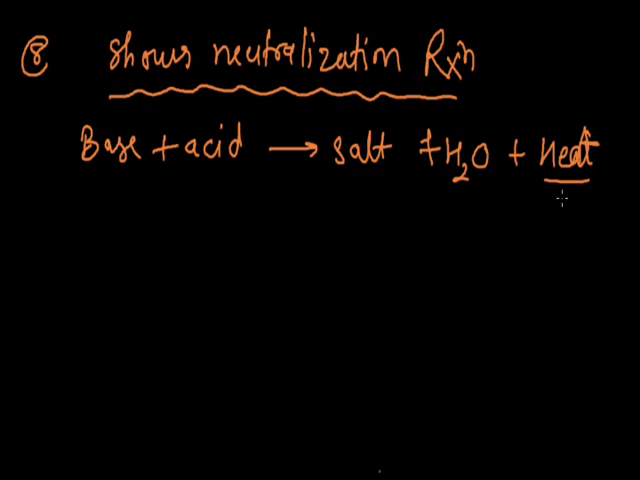 ⑧ Shows neutralization Rxn
Base + acid → salt + H₂O + Heat